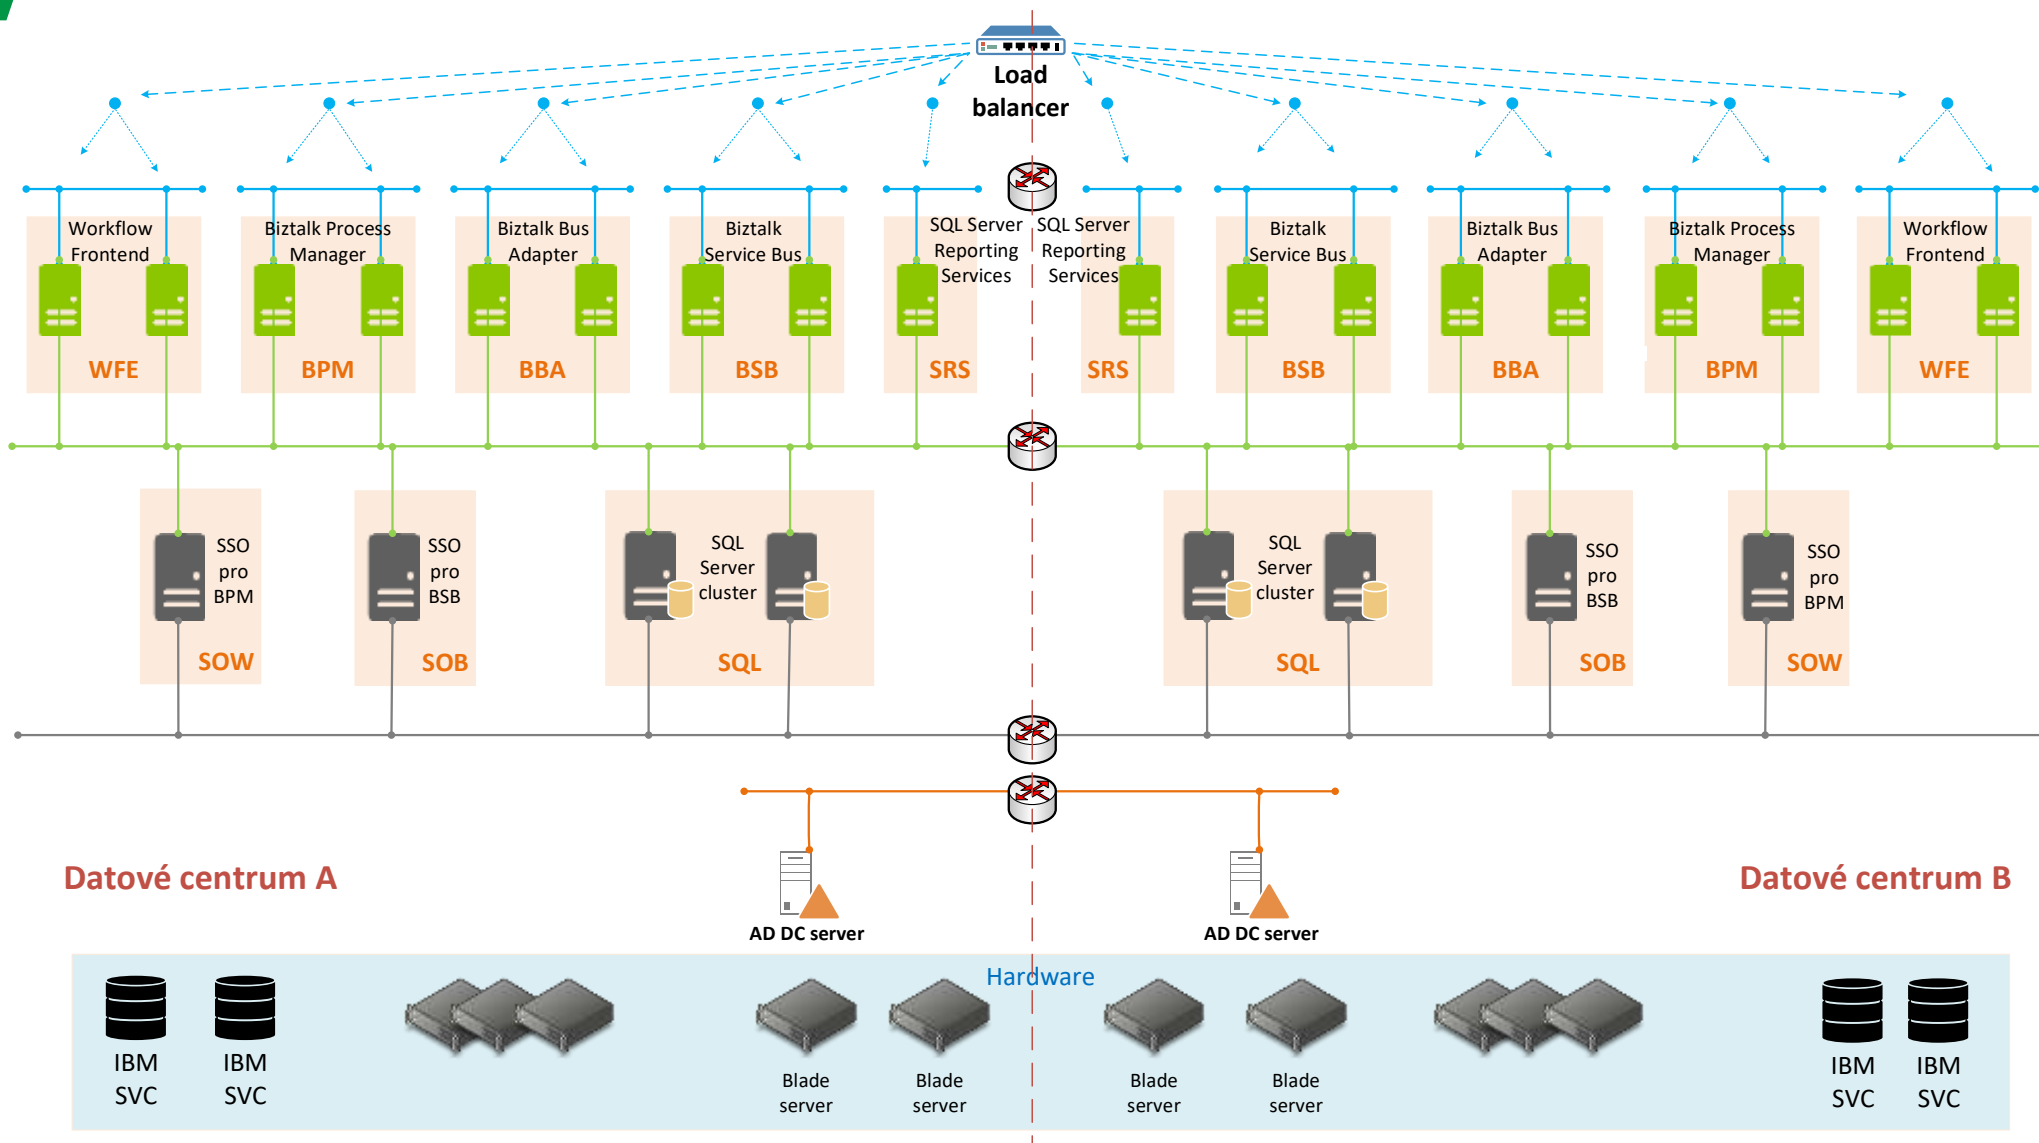 Load
balancer
Workflow
Frontend
WFE
Biztalk Process
Manager
BPM
Biztalk Bus
Adapter
BBA
Biztalk
Service Bus
BSB
SQL Server
Reporting
Services
SRS
SQL Server
Reporting
Services
SRS
Biztalk
Service Bus
BSB
Biztalk Bus
Adapter
BBA
Biztalk Process
Manager
BPM
Workflow
Frontend
WFE
SSO
pro
BPM
SOW
SSO
pro
BSB
SOB
SQL
Server
cluster
SQL
SQL
Server
cluster
SQL
SSO
pro
BSB
SOB
SSO
pro
BPM
SOW
Datové centrum A
Datové centrum B
AD DC server
AD DC server
Hardware
IBM
SVC
IBM
SVC
Blade
server
Blade
server
Blade
server
Blade
server
IBM
SVC
IBM
SVC